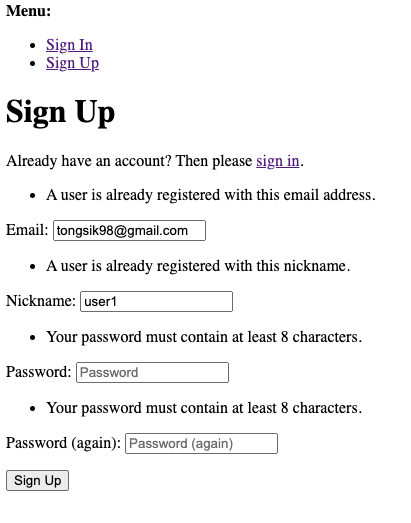 Menu:
Sign In
Sign Up
Sign Up
Already have an account? Then please sign in.
A user is already registered with this email address.
Email: tongsik98@gmail.com
A user is already registered with this nickname.
Nickname: user1
Your password must contain at least 8 characters.
Password: Password
Your password must contain at least 8 characters.
Password (again): Password (again)
Sign Up